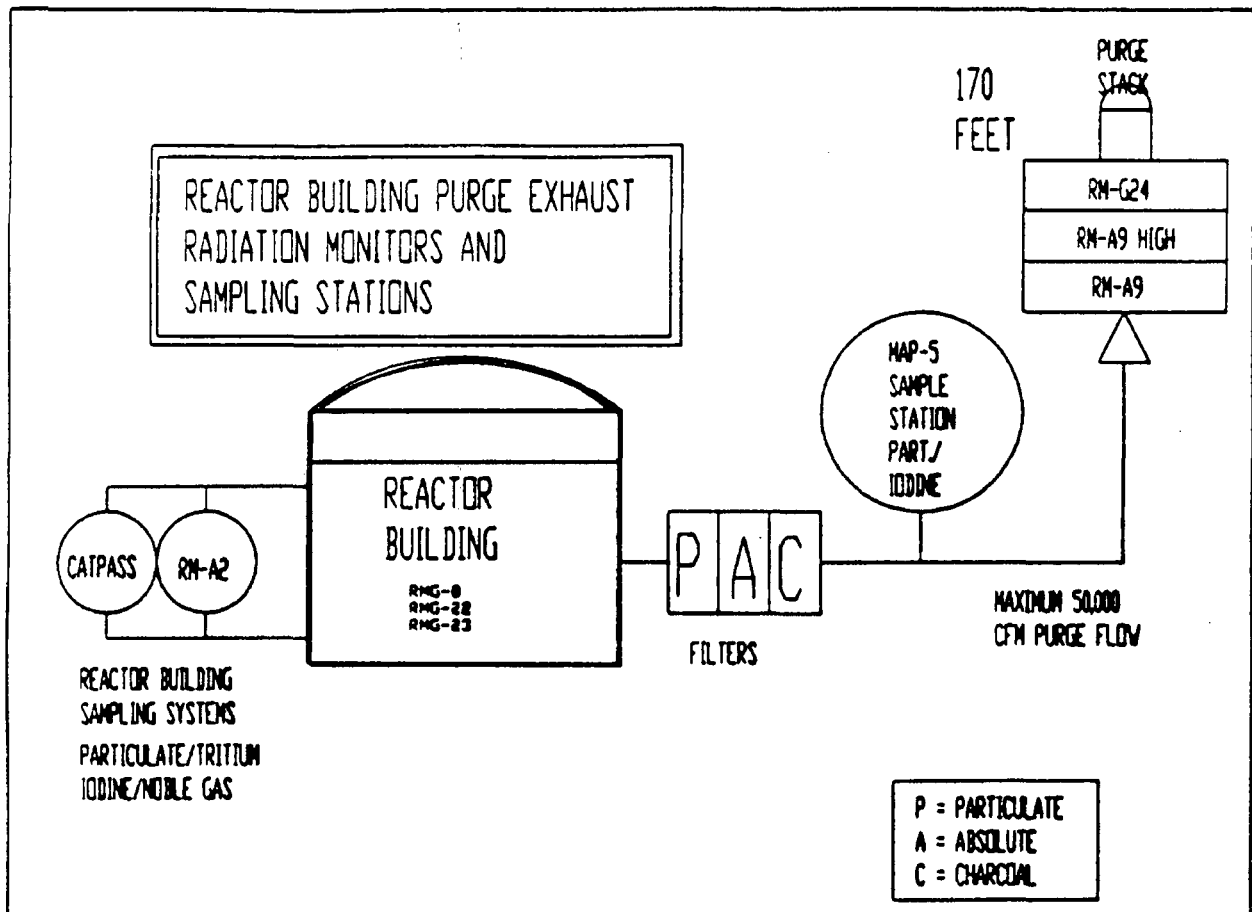 PURGE
STACK
170
FEET
RM-G24
RM-A9 HIGH
RM-A9
REACTOR BUILDING PURGE EXHAUST
RADIATION MONITORS AND
SAMPLING STATIONS
MAP-5
SAMPLE
STATION
PART./
IODINE
REACTOR
BUILDING
RMG-8
RMG-22
RMG-23
CATPASS
RM-A2
P A C
FILTERS
MAXIMUM 50,000
CFM PURGE FLOW
REACTOR BUILDING
SAMPLING SYSTEMS
PARTICULATE/TRITIUM
IODINE/NOBLE GAS
P = PARTICULATE
A = ABSOLUTE
C = CHARCOAL